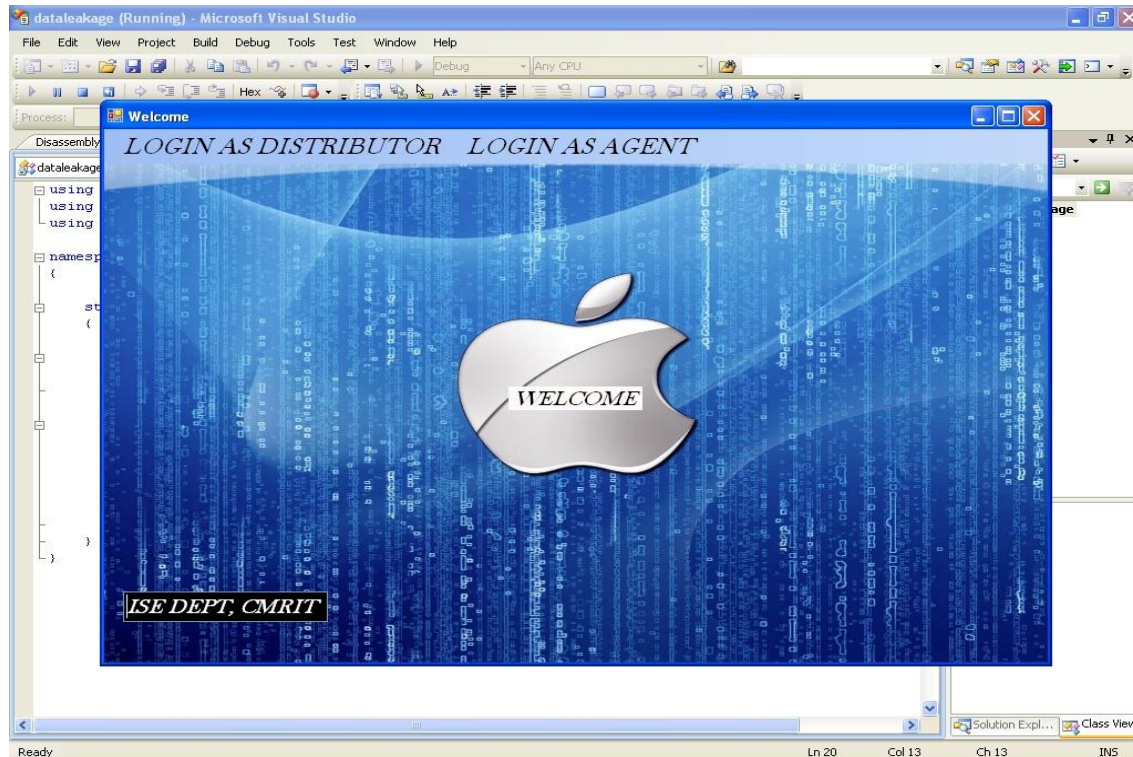 dataleakage (Running) - Microsoft Visual Studio
File Edit View Project Build Debug Tools Test Window Help
Debug Any CPU
Hex
Process:
Welcome
Disassembly
LOGIN AS DISTRIBUTOR LOGIN AS AGENT
dataleakage
using
using
using
age
namesp
{
st
{
WELCOME
}
}
ISE DEPT, CMRIT
Solution Expl... Class View
Ready Ln 20 Col 13 Ch 13 INS